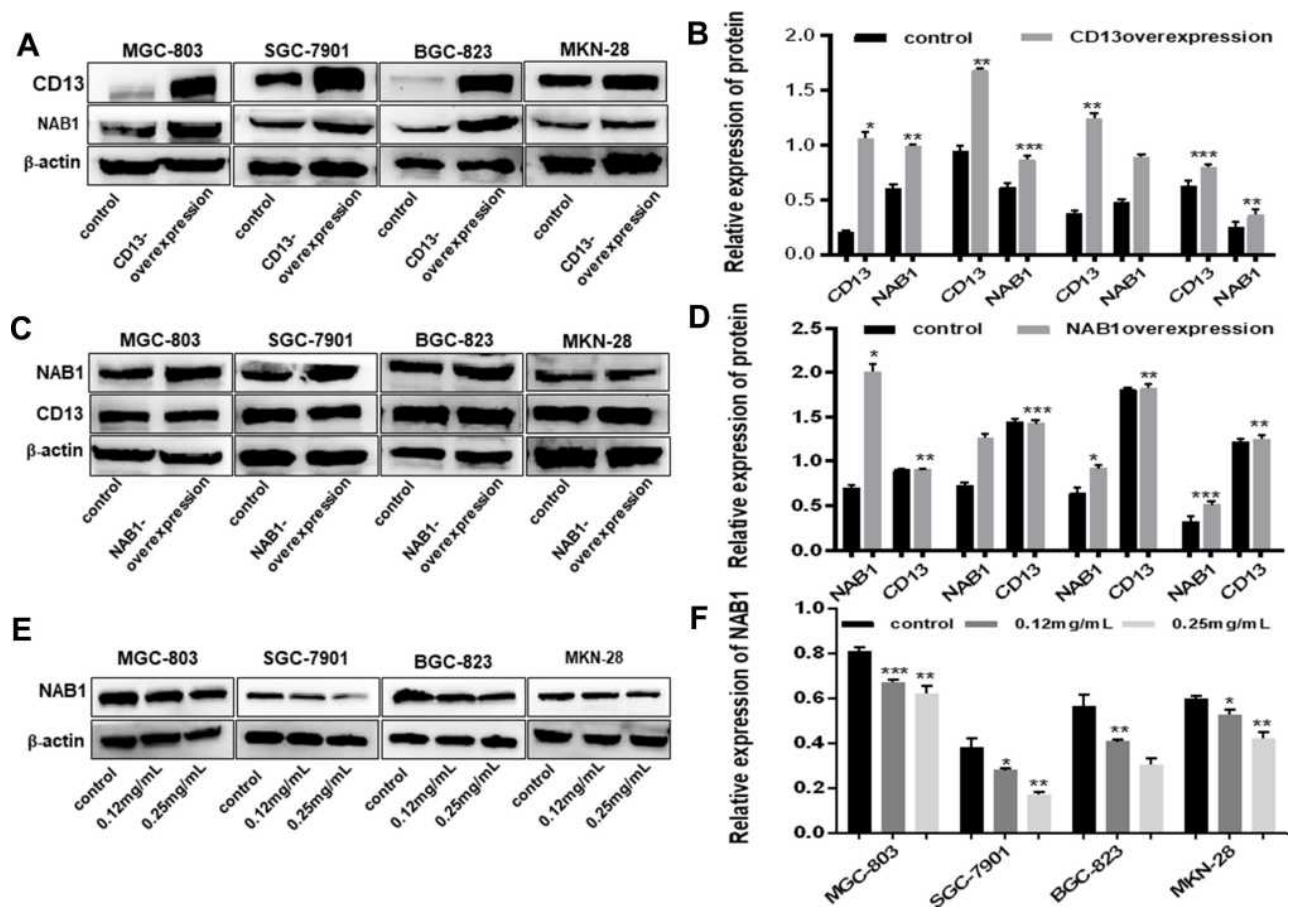 A
MGC-803 SGC-7901 BGC-823 MKN-28
CD13
NAB1
β-actin
control CD13-overexpression control CD13-overexpression control CD13-overexpression control CD13-overexpression
B
control CD13overexpression
Relative expression of protein
2.0
1.5
1.0
0.5
0.0
* ** ** *** ** *** **
CD13 NAB1 CD13 NAB1 CD13 NAB1 CD13 NAB1
C
MGC-803 SGC-7901 BGC-823 MKN-28
NAB1
CD13
β-actin
control NAB1-overexpression control NAB1-overexpression control NAB1-overexpression control NAB1-overexpression
D
control NAB1overexpression
Relative expression of protein
2.5
2.0
1.5
1.0
0.5
0.0
* ** *** * ** *** **
NAB1 CD13 NAB1 CD13 NAB1 CD13 NAB1 CD13
E
MGC-803 SGC-7901 BGC-823 MKN-28
NAB1
β-actin
control 0.12mg/mL 0.25mg/mL control 0.12mg/mL 0.25mg/mL control 0.12mg/mL 0.25mg/mL control 0.12mg/mL 0.25mg/mL
F
control 0.12mg/mL 0.25mg/mL
Relative expression of NAB1
1.0
0.8
0.6
0.4
0.2
0.0
*** ** * ** ** * **
MGC-803 SGC-7901 BGC-823 MKN-28